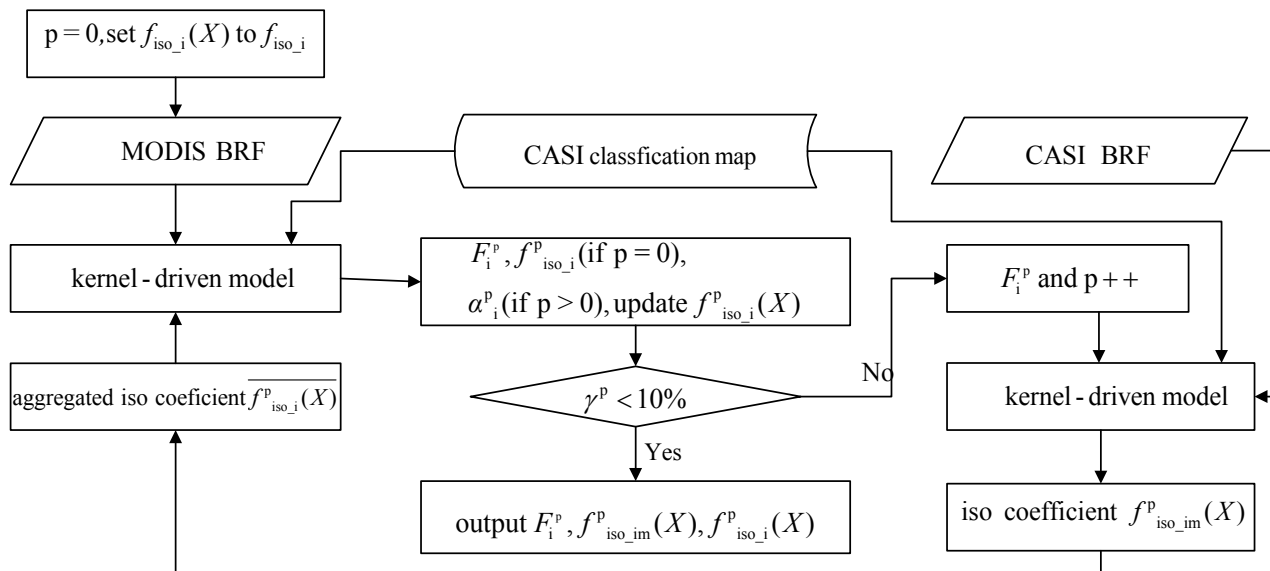 p = 0,set f_iso_i(X) to f_iso_i
MODIS BRF
CASI classfication map
CASI BRF
kernel - driven model
F_i^p, f^p_iso_i(if p = 0),
α^p_i(if p > 0), update f^p_iso_i(X)
F_i^p and p + +
aggregated iso coeficient \overline{f^p_iso_i(X)}
γ^p < 10%
No
kernel - driven model
Yes
output F_i^p, f^p_iso_im(X), f^p_iso_i(X)
iso coefficient f^p_iso_im(X)